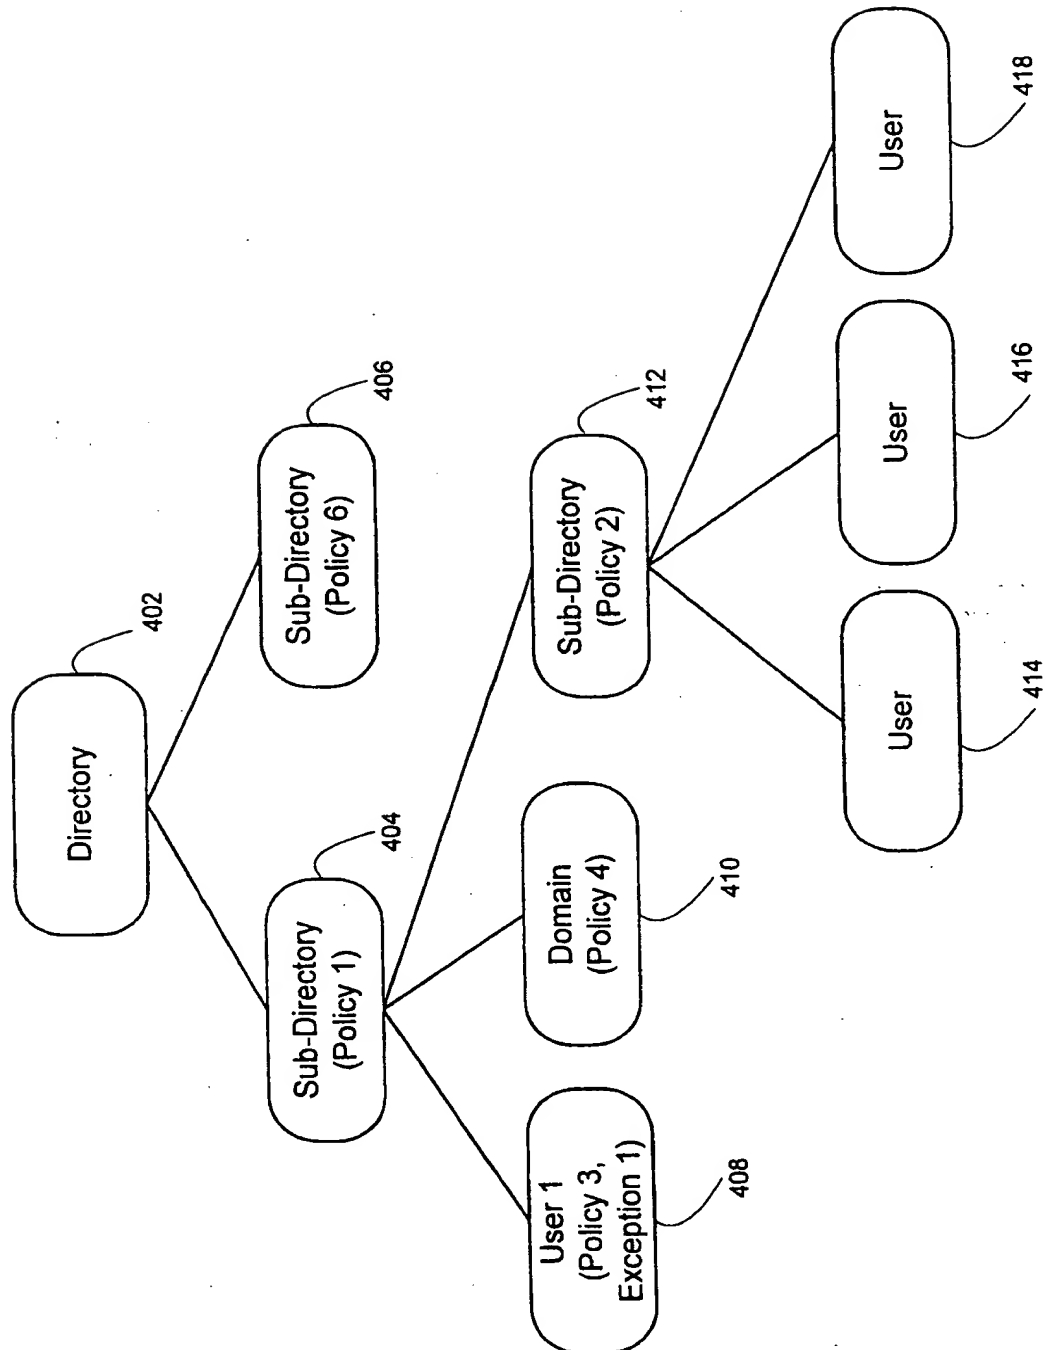 Directory
402
Sub-Directory
(Policy 1)
404
Sub-Directory
(Policy 6)
406
User 1
(Policy 3,
Exception 1)
408
Domain
(Policy 4)
410
Sub-Directory
(Policy 2)
412
User
414
User
416
User
418